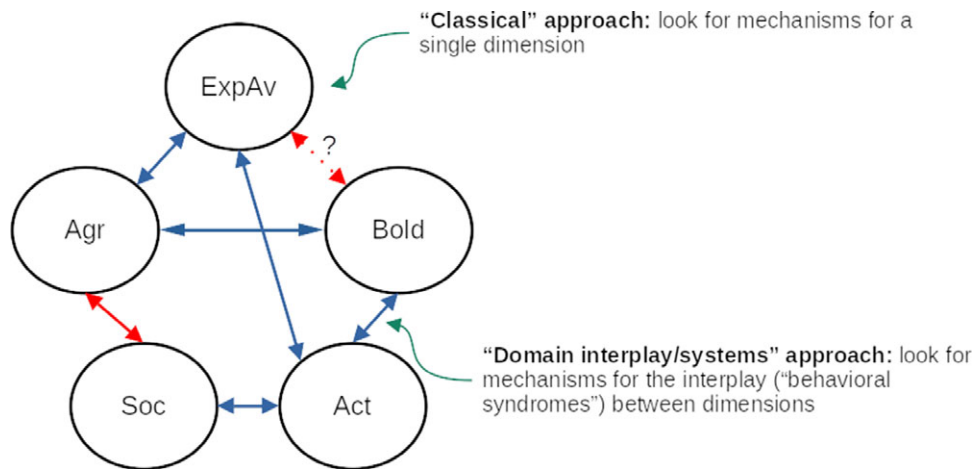 “Classical” approach: look for mechanisms for a
single dimension
ExpAv
?
Agr
Bold
“Domain interplay/systems” approach: look for
mechanisms for the interplay (“behavioral
syndromes”) between dimensions
Soc
Act